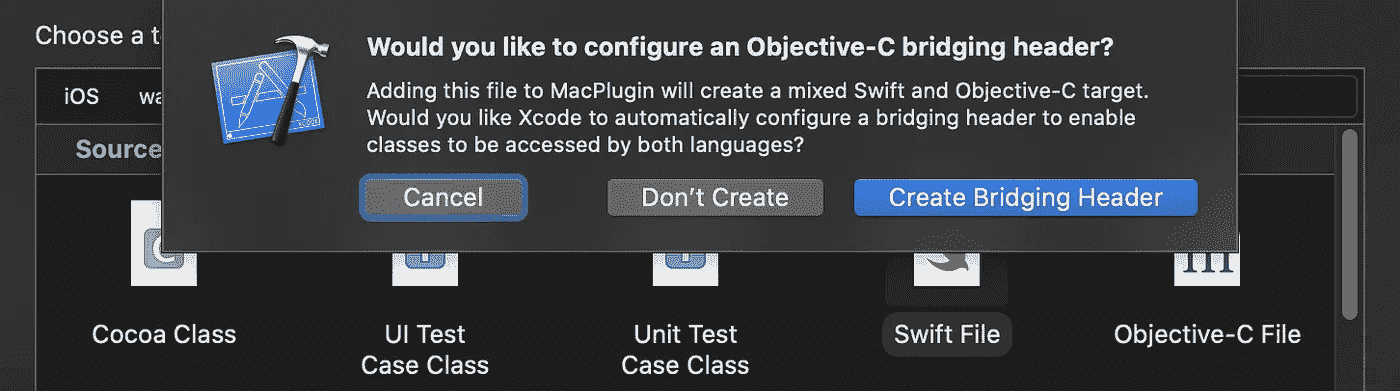 Choose a t
Would you like to configure an Objective-C bridging header?
Adding this file to MacPlugin will create a mixed Swift and Objective-C target.
Would you like Xcode to automatically configure a bridging header to enable
classes to be accessed by both languages?
iOS wa
Source
Cancel Don’t Create Create Bridging Header
Cocoa Class UI Test Unit Test Swift File Objective-C File
Case Class Case Class